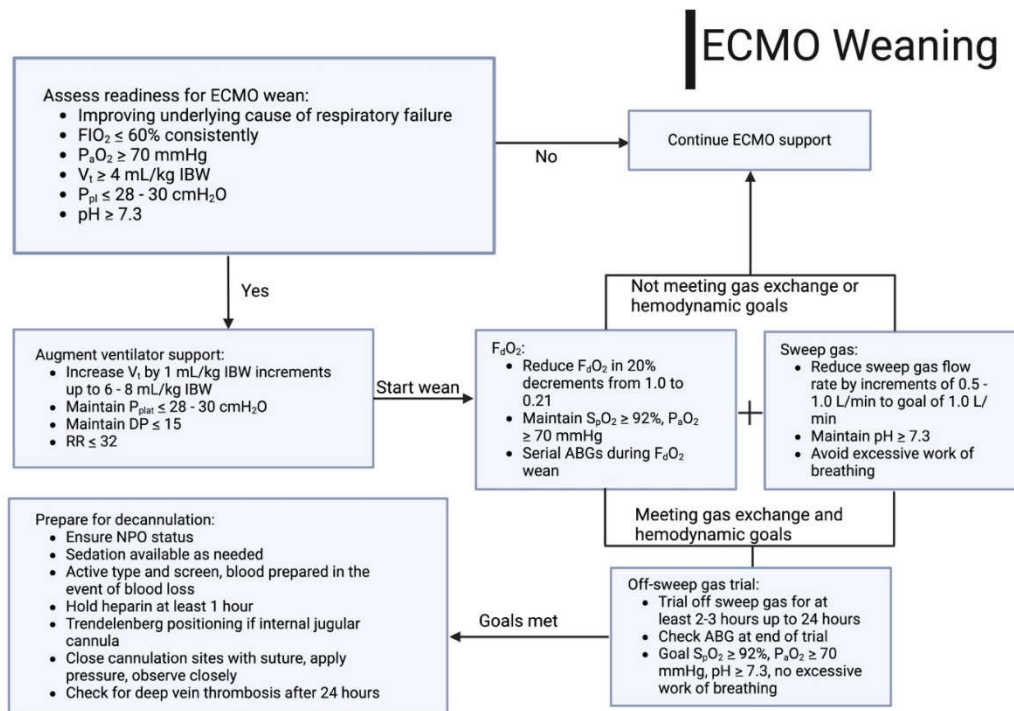 ECMO Weaning
Assess readiness for ECMO wean:
• Improving underlying cause of respiratory failure
• FIO₂ ≤ 60% consistently
• PₐO₂ ≥ 70 mmHg
• Vₜ ≥ 4 mL/kg IBW
• Pₚₗ ≤ 28 - 30 cmH₂O
• pH ≥ 7.3
No
Continue ECMO support
Yes
Not meeting gas exchange or
hemodynamic goals
Augment ventilator support:
• Increase Vₜ by 1 mL/kg IBW increments
up to 6 - 8 mL/kg IBW
• Maintain Pₚₗₐₜ ≤ 28 - 30 cmH₂O
• Maintain DP ≤ 15
• RR ≤ 32
Start wean
F<sub>d</sub>O₂:
• Reduce F<sub>d</sub>O₂ in 20%
decrements from 1.0 to
0.21
• Maintain SₚO₂ ≥ 92%, PₐO₂
≥ 70 mmHg
• Serial ABGs during F<sub>d</sub>O₂
wean
+
Sweep gas:
• Reduce sweep gas flow
rate by increments of 0.5 -
1.0 L/min to goal of 1.0 L/
min
• Maintain pH ≥ 7.3
• Avoid excessive work of
breathing
Meeting gas exchange and
hemodynamic goals
Off-sweep gas trial:
• Trial off sweep gas for at
least 2-3 hours up to 24 hours
• Check ABG at end of trial
• Goal SₚO₂ ≥ 92%, PₐO₂ ≥ 70
mmHg, pH ≥ 7.3, no excessive
work of breathing
Goals met
Prepare for decannulation:
• Ensure NPO status
• Sedation available as needed
• Active type and screen, blood prepared in the
event of blood loss
• Hold heparin at least 1 hour
• Trendelenberg positioning if internal jugular
cannula
• Close cannulation sites with suture, apply
pressure, observe closely
• Check for deep vein thrombosis after 24 hours